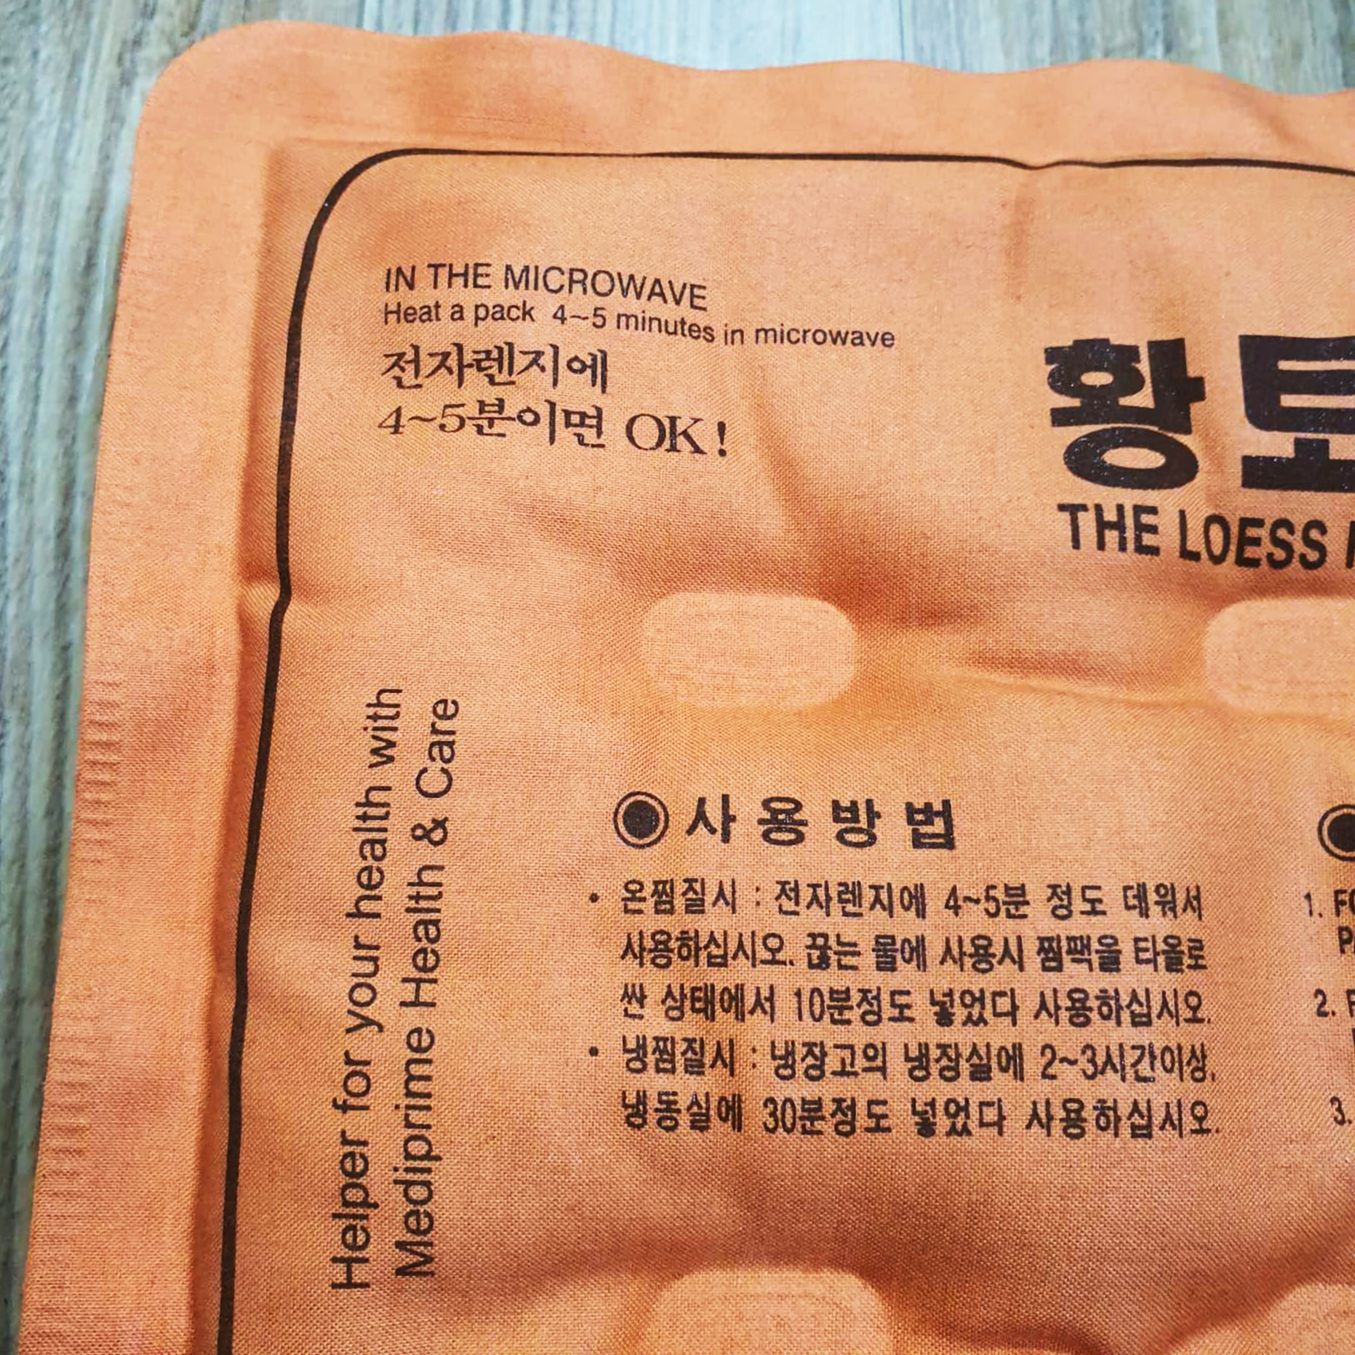 IN THE MICROWAVE
Heat a pack 4~5 minutes in microwave
전자렌지에
4~5분이면 OK!
황토
THE LOESS
Helper for your health with
Mediprime Health & Care
◉사용방법
• 온찜질시 : 전자렌지에 4~5분 정도 데워서
사용하십시오. 끊는 물에 사용시 찜팩을 타올로
싼 상태에서 10분정도 넣었다 사용하십시오.
• 냉찜질시 : 냉장고의 냉장실에 2~3시간이상,
냉동실에 30분정도 넣었다 사용하십시오.
1.
2.
3.